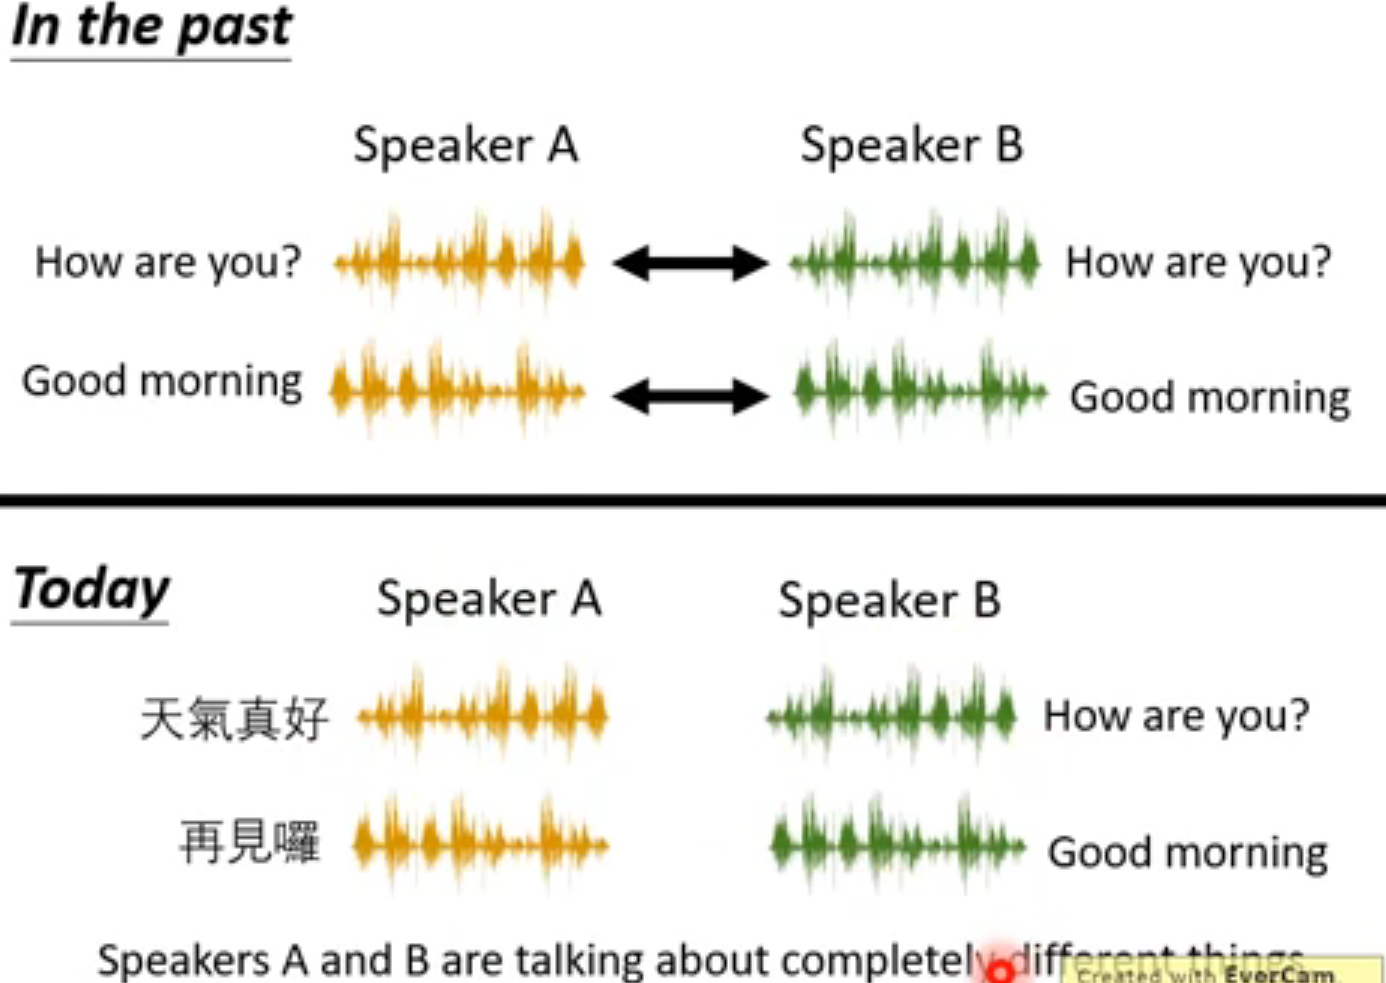 In the past
Speaker A Speaker B
How are you? How are you?
Good morning Good morning
Today
Speaker A Speaker B
天氣真好 How are you?
再見囉 Good morning
Speakers A and B are talking about completely different things
Created with EverCam.